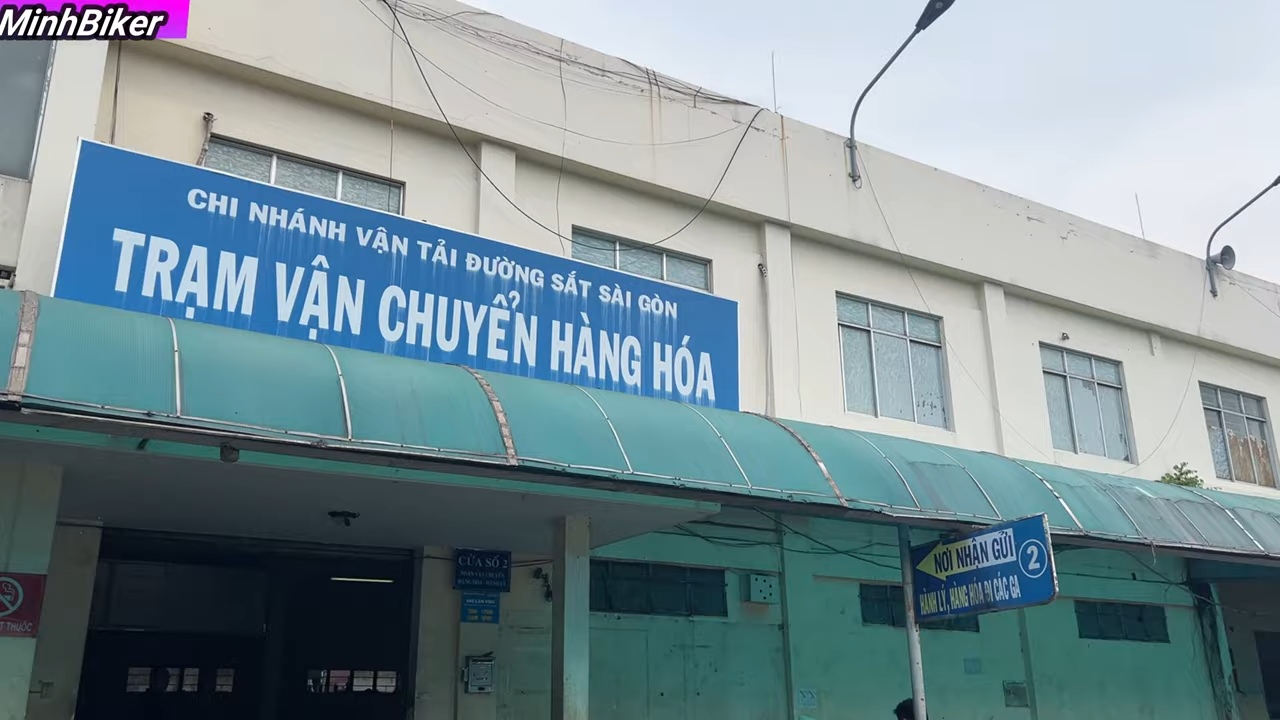 MinhBiker
CHI NHÁNH VẬN TẢI ĐƯỜNG SẮT SÀI GÒN
TRẠM VẬN CHUYỂN HÀNG HÓA
NƠI NHẬN GỬI
2
HÀNH LÝ, HÀNG HÓA ĐI CÁC GA
CỬA SỐ 2
T THUỐC